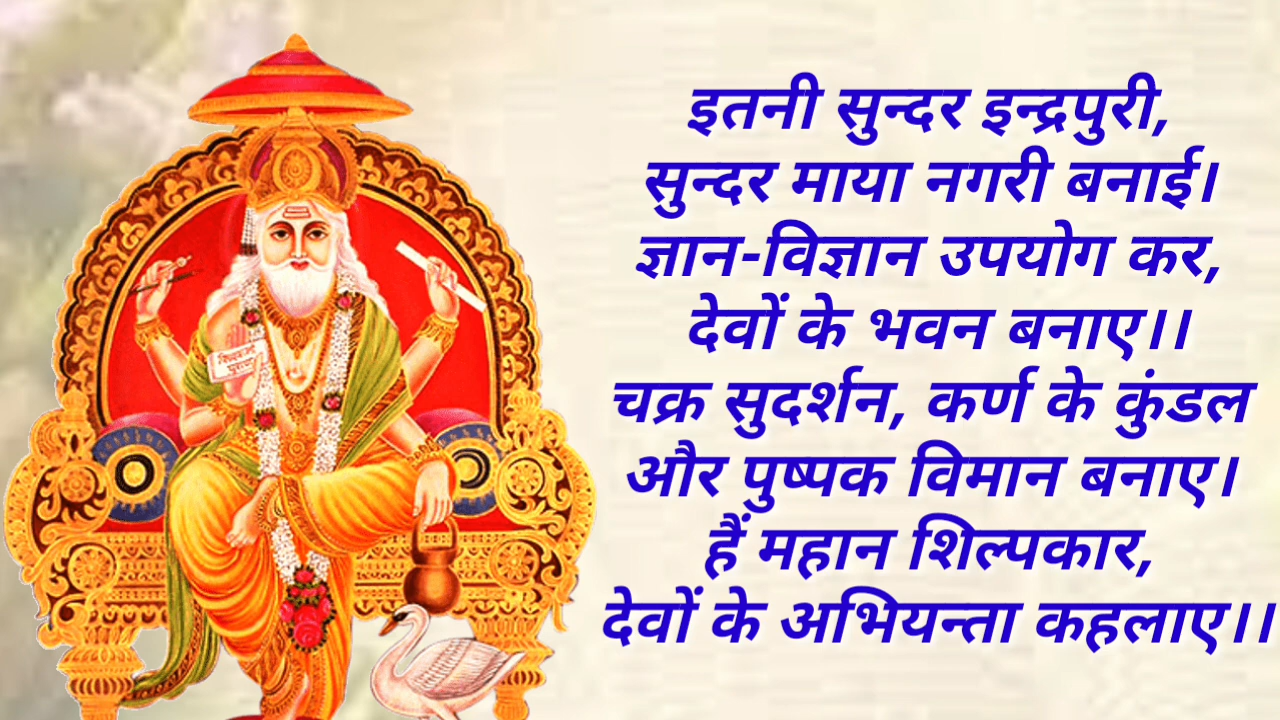 इतनी सुन्दर इन्द्रपुरी,
सुन्दर माया नगरी बनाई।
ज्ञान-विज्ञान उपयोग कर,
देवों के भवन बनाए।।
चक्र सुदर्शन, कर्ण के कुंडल
और पुष्पक विमान बनाए।
हैं महान शिल्पकार,
देवों के अभियन्ता कहलाए।।